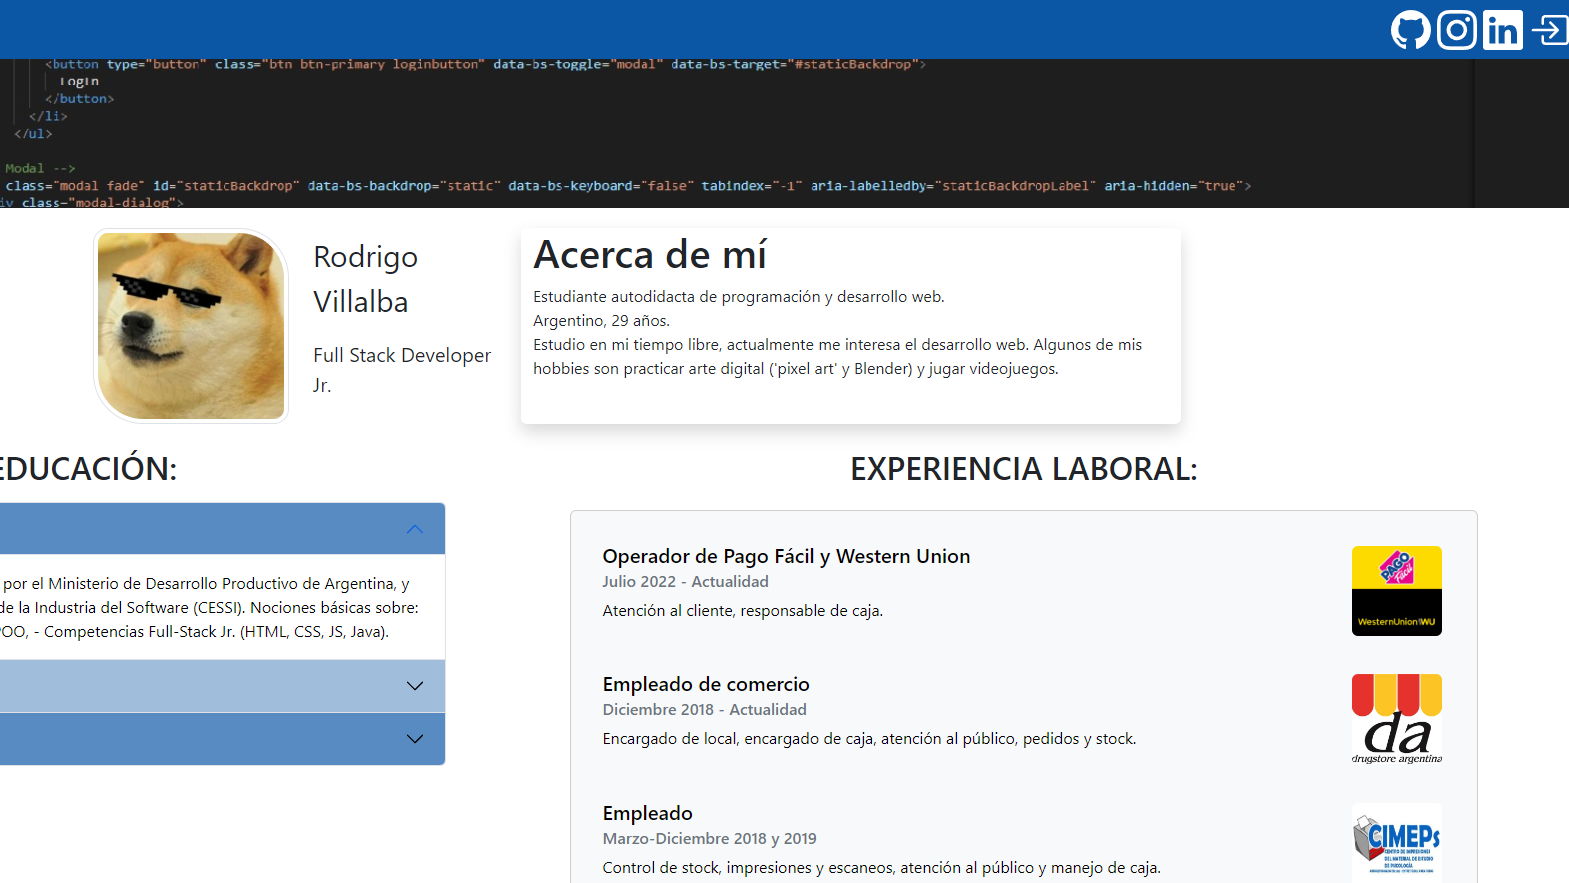 <button type="button" class="btn btn-primary loginbutton" data-bs-toggle="modal" data-bs-target="#staticBackdrop">
Login
</button>
</li>
</ul>
Modal -->
class="modal fade" id="staticBackdrop" data-bs-backdrop="static" data-bs-keyboard="false" tabindex="-1" aria-labelledby="staticBackdropLabel" aria-hidden="true">
iv class="modal-dialog">
Rodrigo
Villalba
Full Stack Developer
Jr.
Acerca de mí
Estudiante autodidacta de programación y desarrollo web.
Argentino, 29 años.
Estudio en mi tiempo libre, actualmente me interesa el desarrollo web. Algunos de mis
hobbies son practicar arte digital ('pixel art' y Blender) y jugar videojuegos.
EDUCACIÓN:
por el Ministerio de Desarrollo Productivo de Argentina, y
de la Industria del Software (CESSI). Nociones básicas sobre:
POO, - Competencias Full-Stack Jr. (HTML, CSS, JS, Java).
EXPERIENCIA LABORAL:
Operador de Pago Fácil y Western Union
Julio 2022 - Actualidad
Atención al cliente, responsable de caja.
PAGO
Fácil
WesternUnion WU
Empleado de comercio
Diciembre 2018 - Actualidad
Encargado de local, encargado de caja, atención al público, pedidos y stock.
da
drugstore argentina
Empleado
Marzo-Diciembre 2018 y 2019
Control de stock, impresiones y escaneos, atención al público y manejo de caja.
CIMEPs
CENTRO DE IMPRESIONES
DEL MATERIAL DE ESTUDIO
DE PSICOLOGÍA